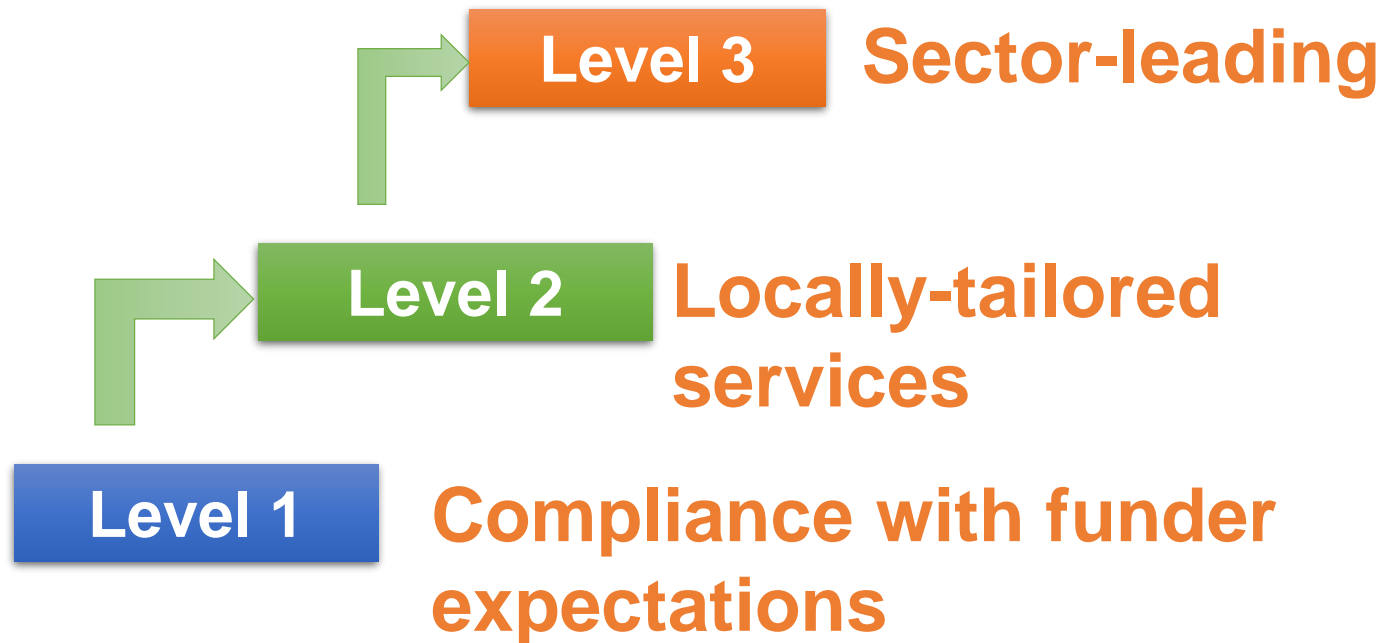 Level 3
Sector-leading
Level 2
Locally-tailored
services
Level 1
Compliance with funder
expectations